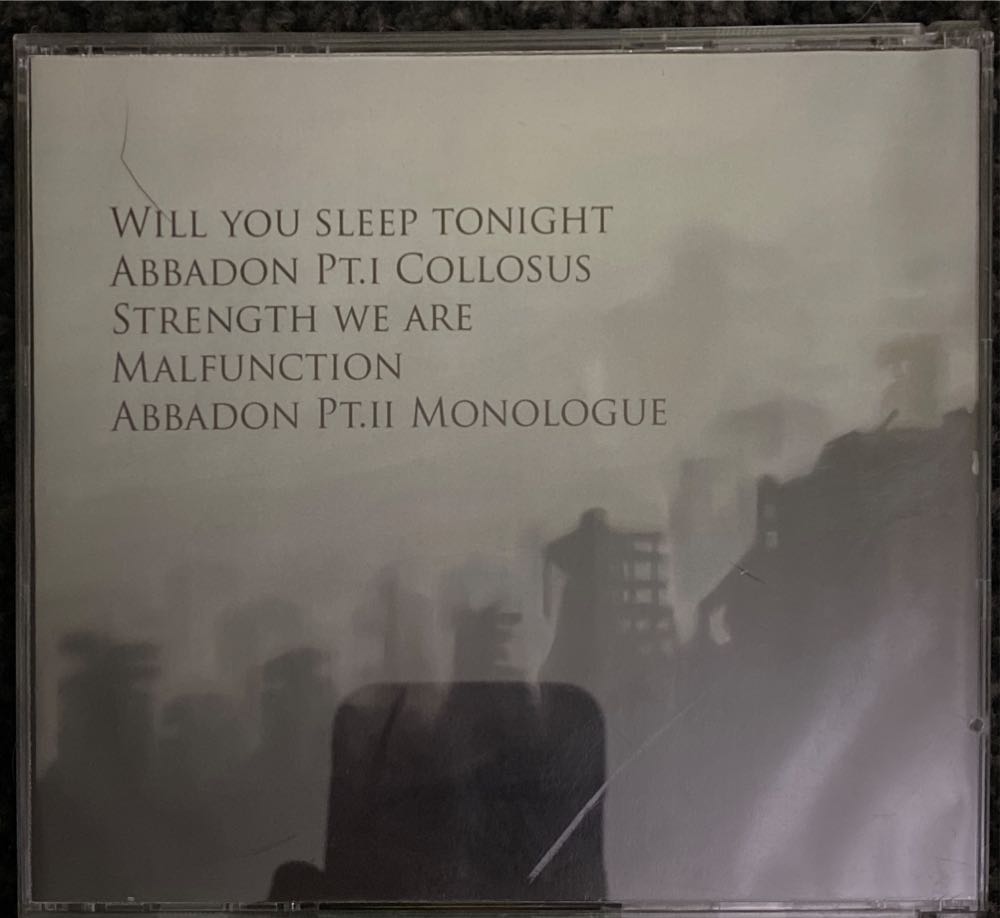 Will you sleep tonight
Abbadon Pt.I Collosus
Strength we are
Malfunction
Abbadon Pt.II Monologue